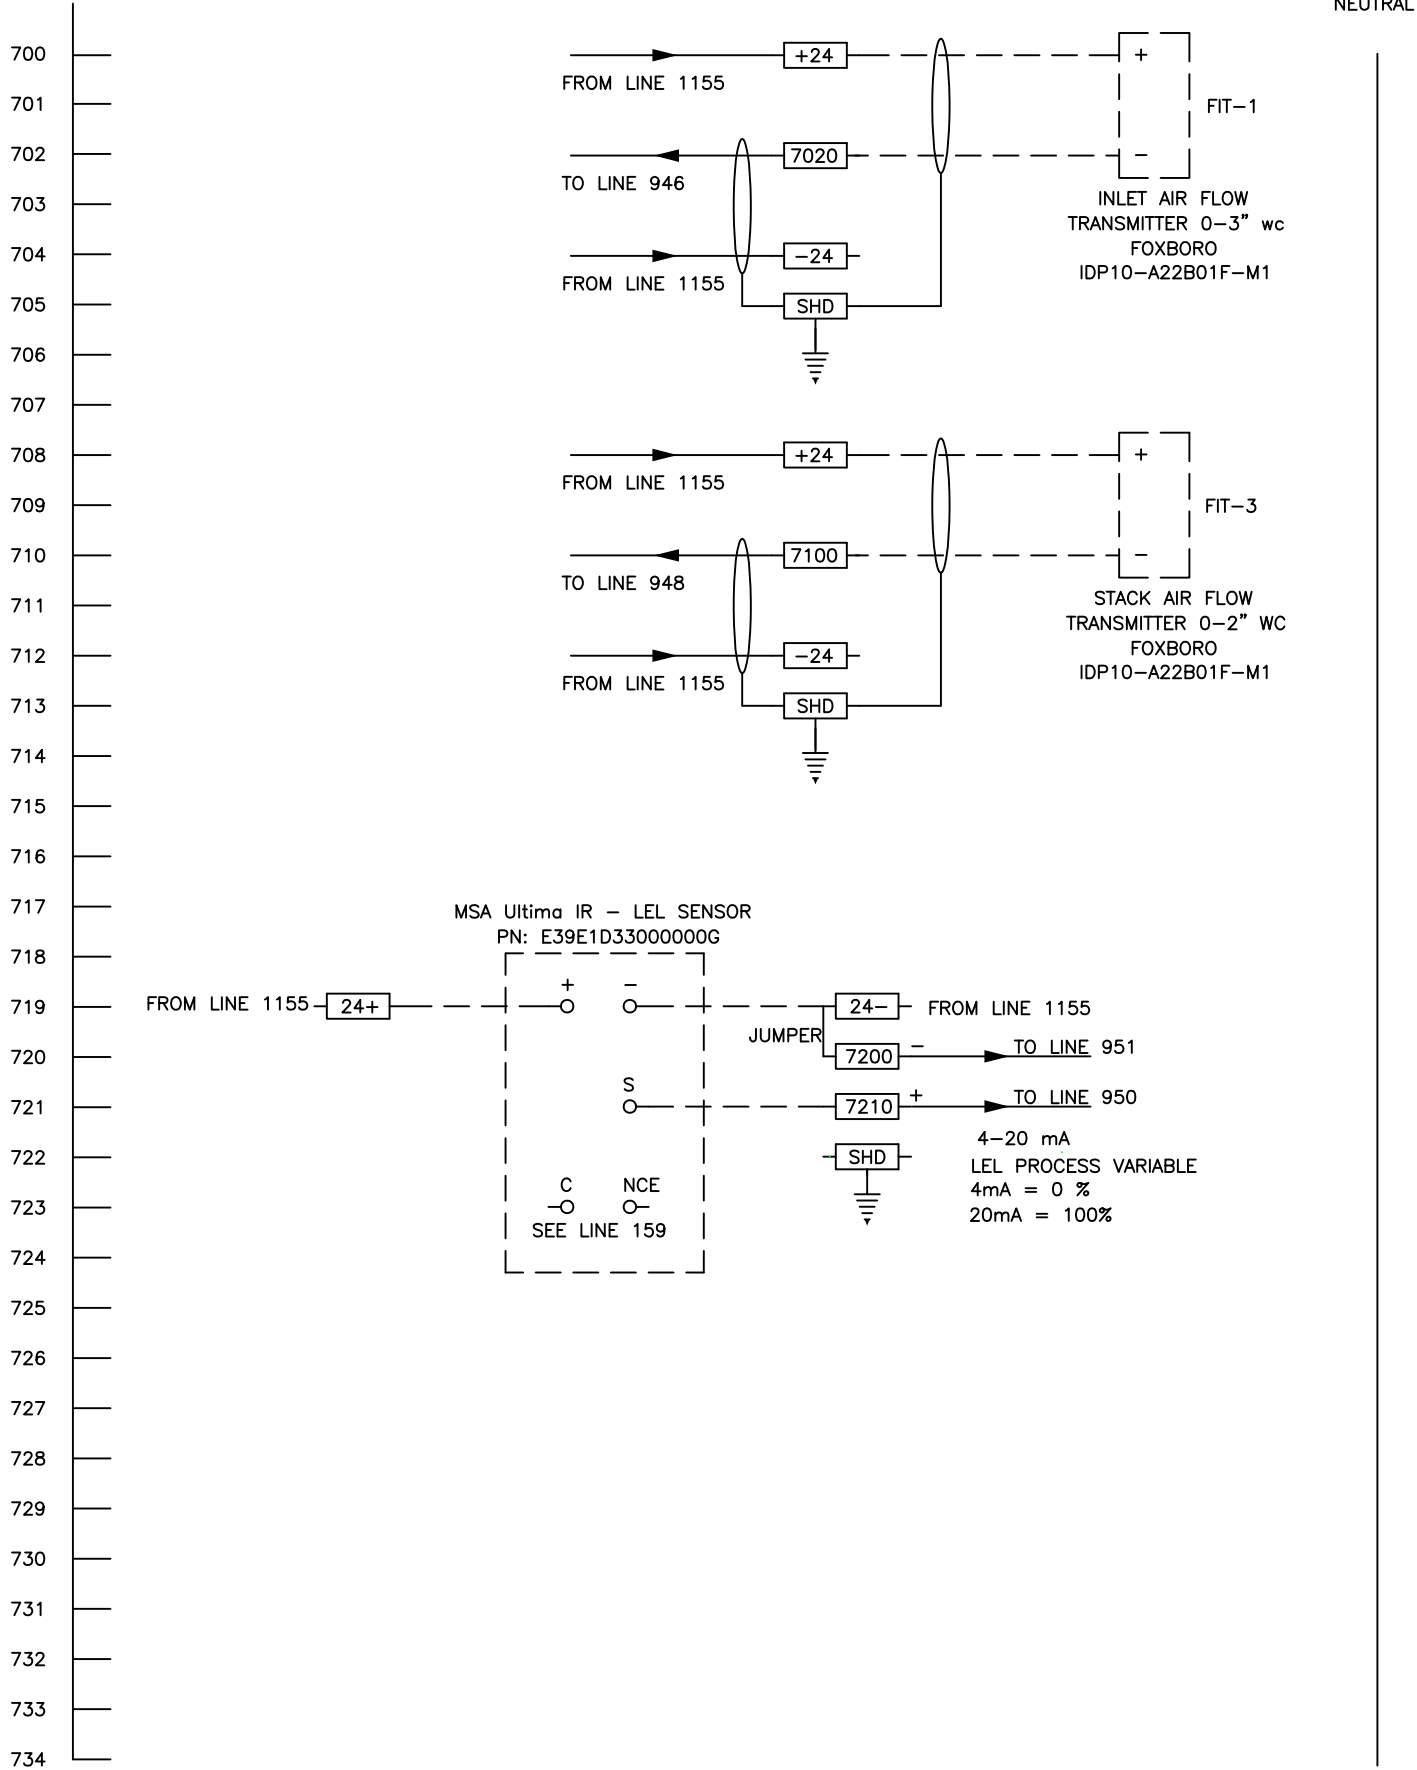 NEUTRAL
700
+24
+
FROM LINE 1155
701
FIT-1
702
7020
-
TO LINE 946
703
INLET AIR FLOW
TRANSMITTER 0-3" wc
FOXBORO
IDP10-A22B01F-M1
704
-24
FROM LINE 1155
705
SHD
706
707
708
+24
+
FROM LINE 1155
709
FIT-3
710
7100
-
TO LINE 948
711
STACK AIR FLOW
TRANSMITTER 0-2" WC
FOXBORO
IDP10-A22B01F-M1
712
-24
FROM LINE 1155
713
SHD
714
715
716
717
MSA Ultima IR - LEL SENSOR
PN: E39E1D33000000G
718
719
FROM LINE 1155
24+
+
-
24-
FROM LINE 1155
JUMPER
720
7200
-
TO LINE 951
721
S
7210
+
TO LINE 950
722
SHD
4-20 mA
LEL PROCESS VARIABLE
4mA = 0 %
20mA = 100%
723
C
NCE
SEE LINE 159
724
725
726
727
728
729
730
731
732
733
734